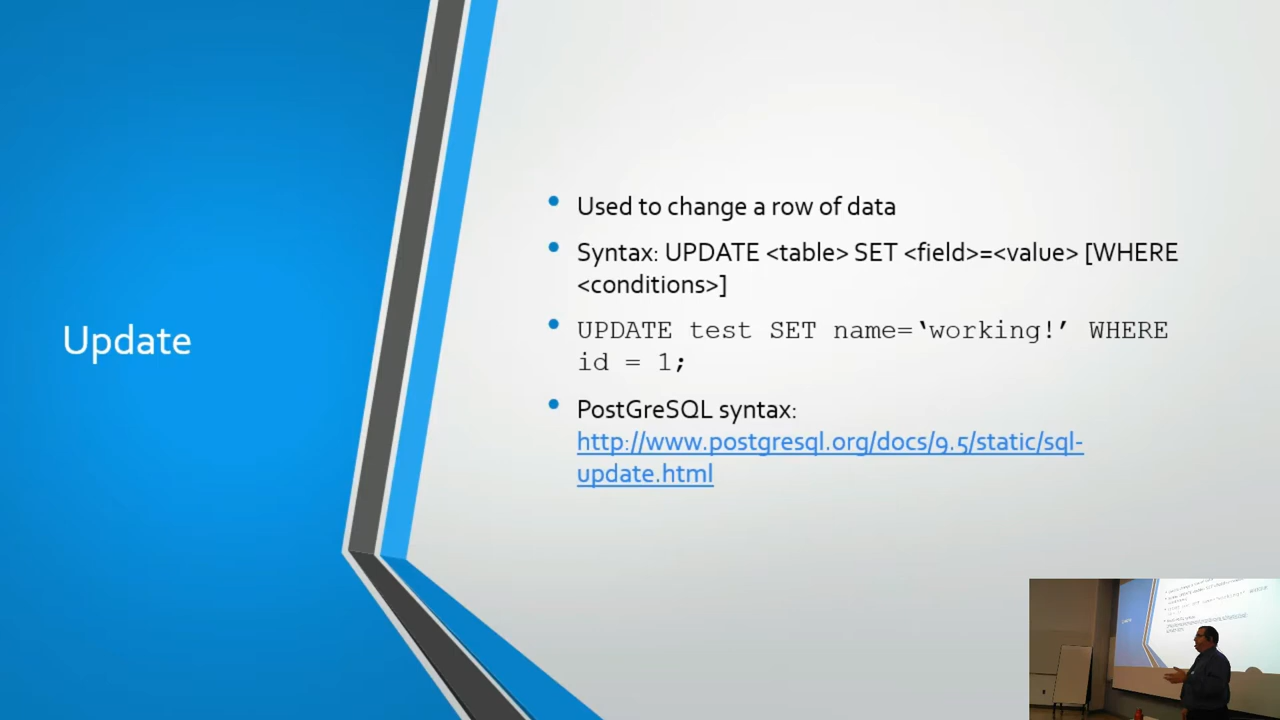 Update
Used to change a row of data
Syntax: UPDATE <table> SET <field>=<value> [WHERE
<conditions>]
UPDATE test SET name=‘working!’ WHERE
id = 1;
PostGreSQL syntax:
http://www.postgresql.org/docs/9.5/static/sql-
update.html